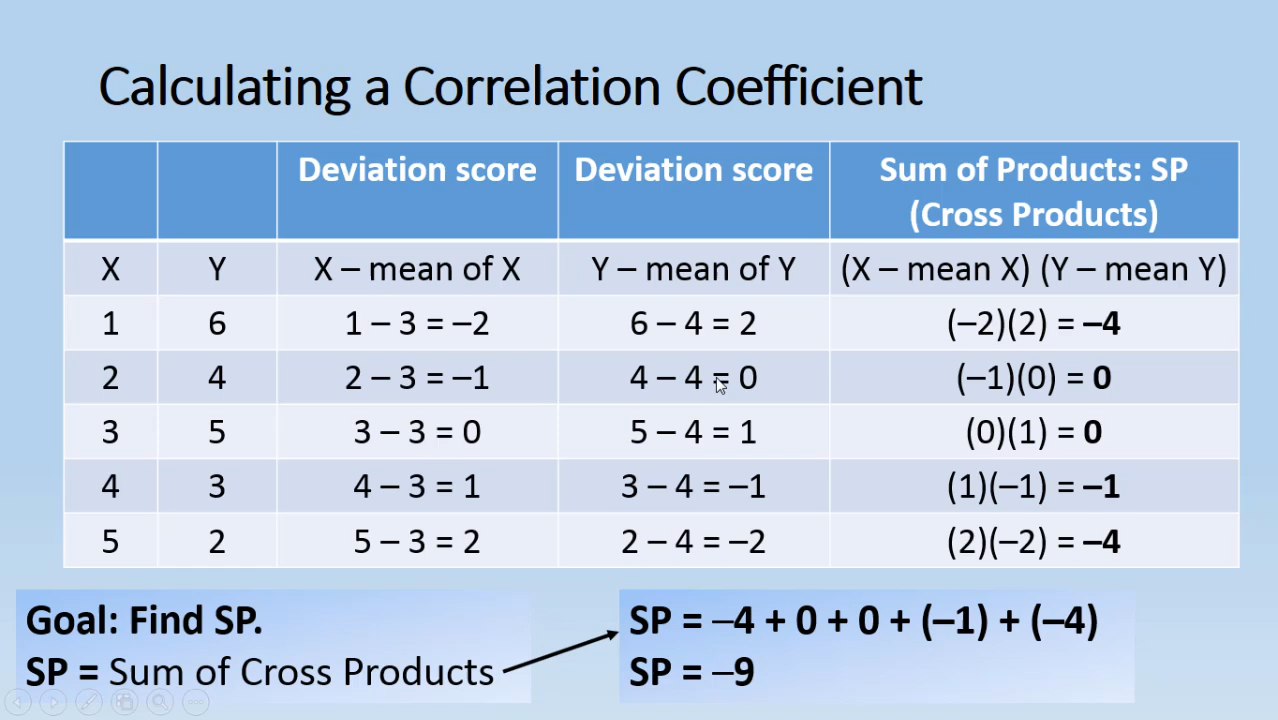 Calculating a Correlation Coefficient
Deviation score Deviation score Sum of Products: SP
(Cross Products)
X Y X – mean of X Y – mean of Y (X – mean X) (Y – mean Y)
1 6 1 – 3 = –2 6 – 4 = 2 (–2)(2) = –4
2 4 2 – 3 = –1 4 – 4 = 0 (–1)(0) = 0
3 5 3 – 3 = 0 5 – 4 = 1 (0)(1) = 0
4 3 4 – 3 = 1 3 – 4 = –1 (1)(–1) = –1
5 2 5 – 3 = 2 2 – 4 = –2 (2)(–2) = –4
Goal: Find SP.
SP = Sum of Cross Products
SP = –4 + 0 + 0 + (–1) + (–4)
SP = –9